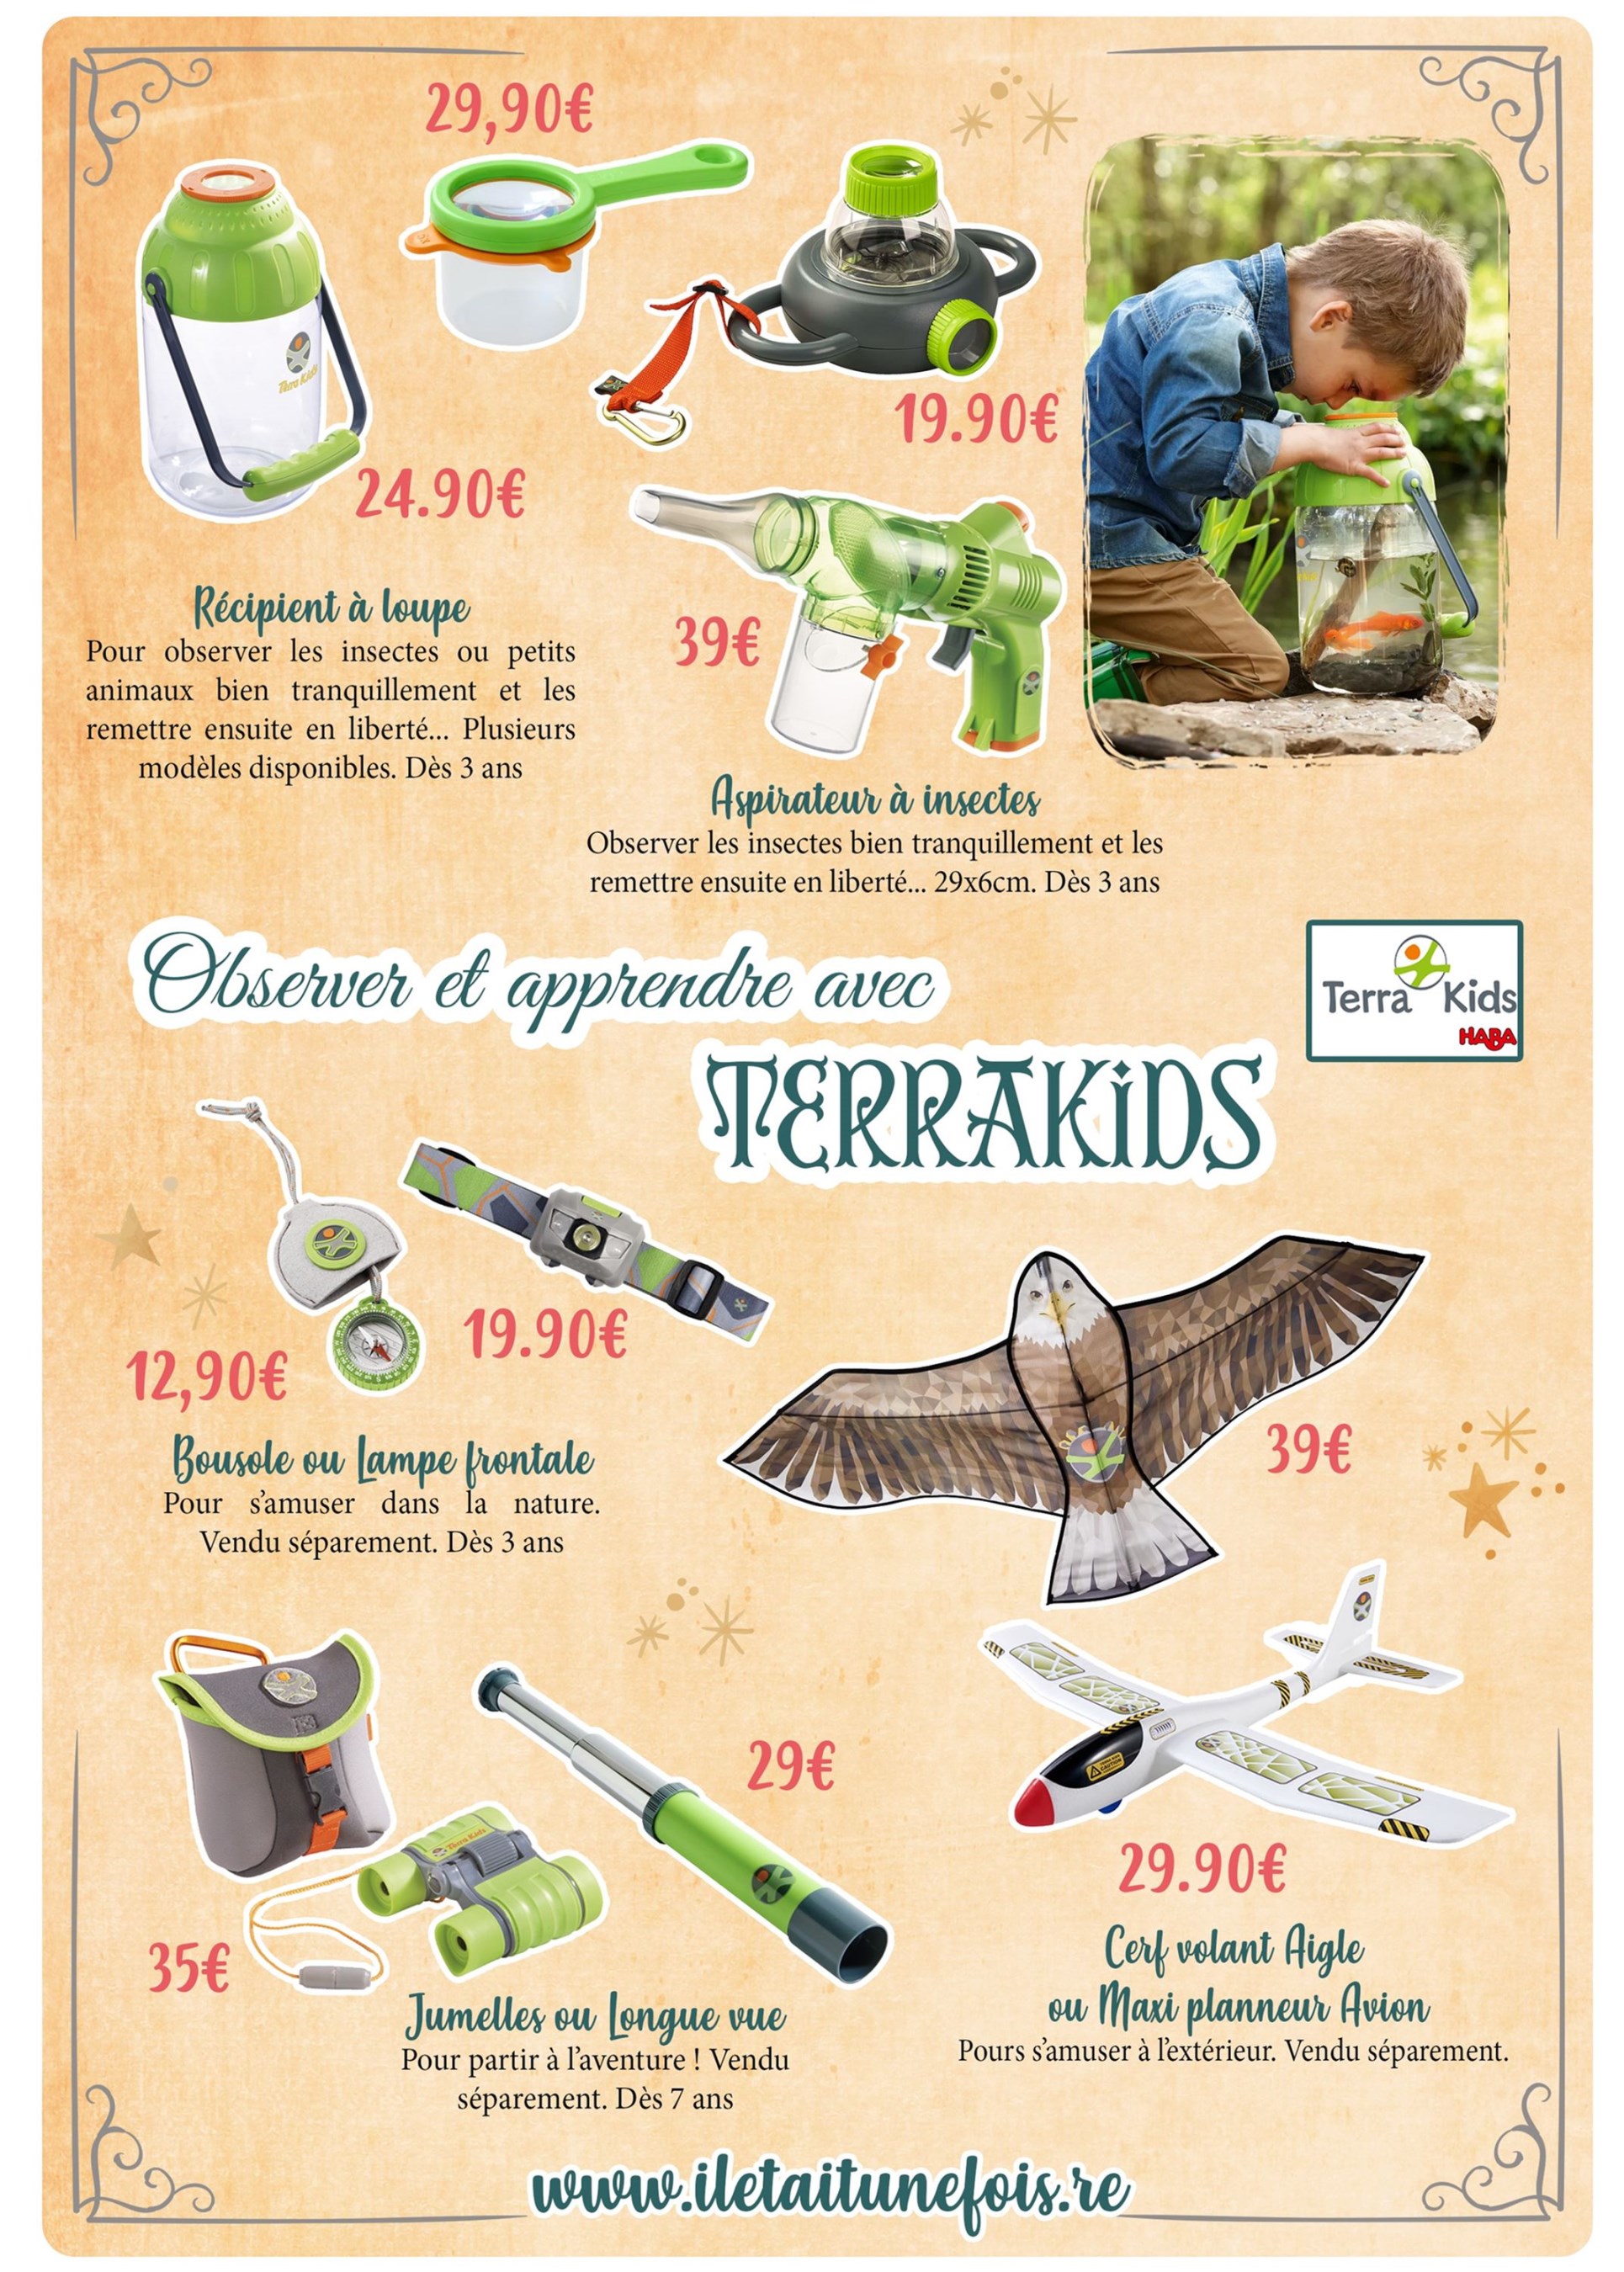 29,90€
19.90€
24.90€
Terra Kids
39€
Récipient à loupe
Pour observer les insectes ou petits
animaux bien tranquillement et les
remettre ensuite en liberté... Plusieurs
modèles disponibles. Dès 3 ans
Aspirateur à insectes
Observer les insectes bien tranquillement et les
remettre ensuite en liberté... 29x6cm. Dès 3 ans
Observer et apprendre avec
TERRAKiDS
Terra Kids
HABA
12,90€
19.90€
Bousole ou Lampe frontale
Pour s'amuser dans la nature.
Vendu séparement. Dès 3 ans
39€
29€
35€
Terra Kids
Jumelles ou Longue vue
Pour partir à l'aventure ! Vendu
séparement. Dès 7 ans
CAUTION
29.90€
Cerf volant Aigle
ou Maxi planneur Avion
Pours s'amuser à l'extérieur. Vendu séparement.
www.iletaitunefois.re